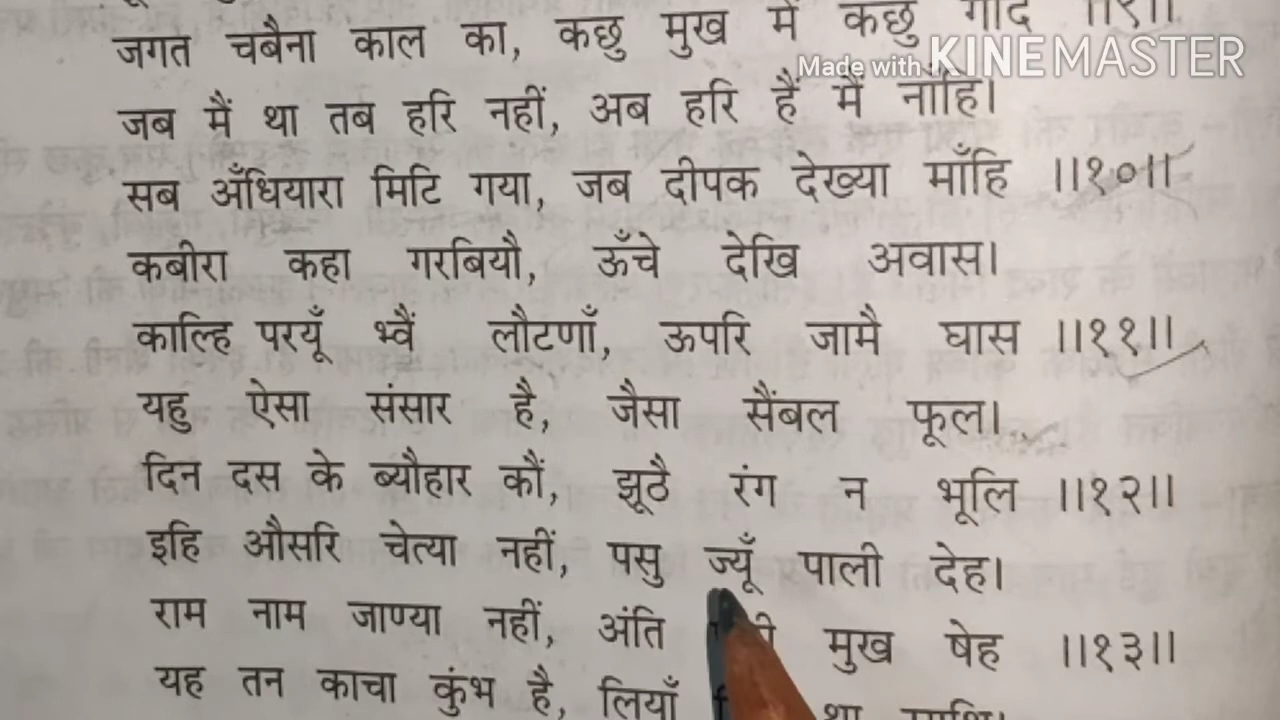 जगत चबैना काल का, कछु मुख में कछु गोद ।।९।।
Made with KINEMASTER
जब मैं था तब हरि नहीं, अब हरि हैं मैं नाँहि।
सब अँधियारा मिटि गया, जब दीपक देख्या माँहि ।।१०।।
कबीरा कहा गरबियौ, ऊँचे देखि अवास।
काल्हि परयूँ भ्वैं लौटणाँ, ऊपरि जामै घास ।।११।।
यहु ऐसा संसार है, जैसा सैंबल फूल।
दिन दस के ब्यौहार कौं, झूठै रंग न भूलि ।।१२।।
इहि औसरि चेत्या नहीं, पसु ज्यूँ पाली देह।
राम नाम जाण्या नहीं, अंति मुख षेह ।।१३।।
यह तन काचा कुंभ है, लियाँ था